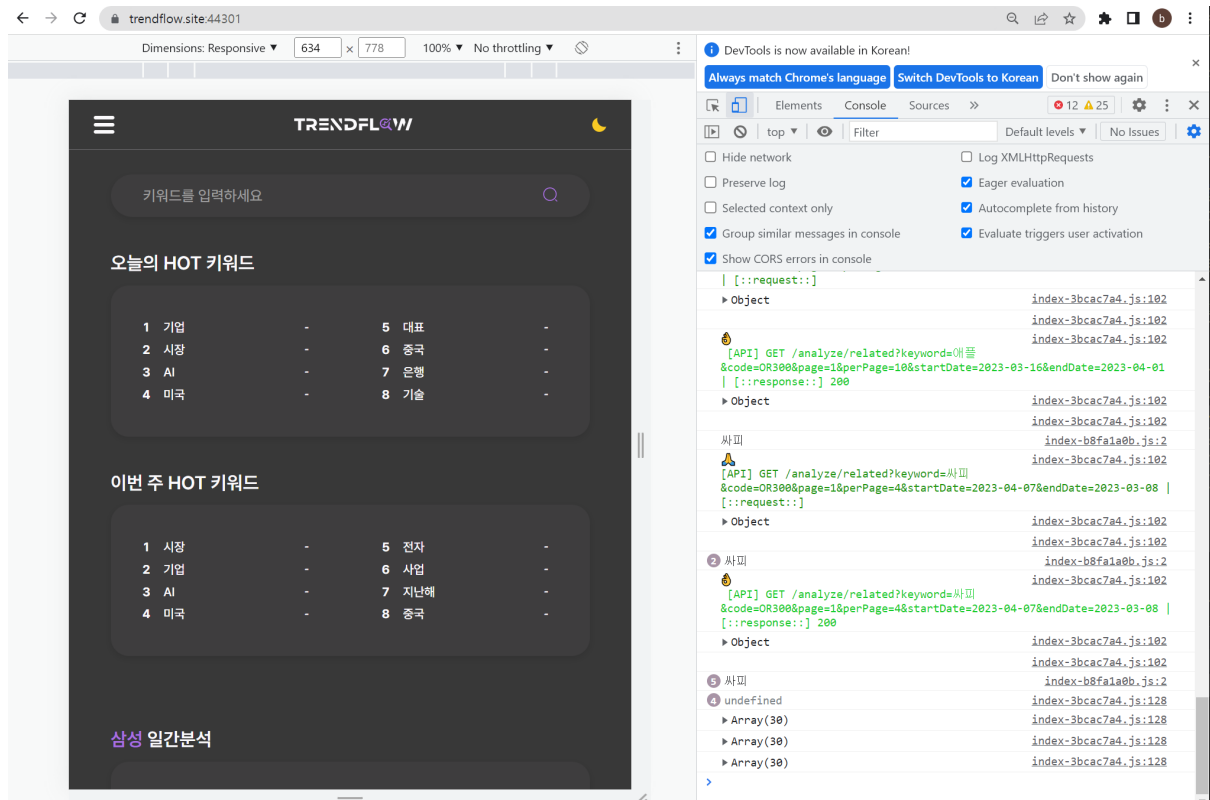 trendflow.site:44301
b
Dimensions: Responsive ▼ 634 × 778 100% ▼ No throttling ▼
TRENDFLOW
키워드를 입력하세요
오늘의 HOT 키워드
1 기업 - 5 대표 -
2 시장 - 6 중국 -
3 AI - 7 은행 -
4 미국 - 8 기술 -
이번 주 HOT 키워드
1 시장 - 5 전자 -
2 기업 - 6 사업 -
3 AI - 7 지난해 -
4 미국 - 8 중국 -
삼성 일간분석
DevTools is now available in Korean!
Always match Chrome's language Switch DevTools to Korean Don't show again
Elements Console Sources » 12 25
top ▼ Filter Default levels ▼ No Issues
Hide network Log XMLHttpRequests
Preserve log Eager evaluation
Selected context only Autocomplete from history
Group similar messages in console Evaluate triggers user activation
Show CORS errors in console
| [::request::]
▶Object index-3bcac7a4.js:102
index-3bcac7a4.js:102
👌 index-3bcac7a4.js:102
[API] GET /analyze/related?keyword=애플
&code=OR300&page=1&perPage=10&startDate=2023-03-16&endDate=2023-04-01
| [::response::] 200
▶Object index-3bcac7a4.js:102
index-3bcac7a4.js:102
싸피 index-b8fa1a0b.js:2
🙏 index-3bcac7a4.js:102
[API] GET /analyze/related?keyword=싸피
&code=OR300&page=1&perPage=4&startDate=2023-04-07&endDate=2023-03-08 |
[::request::]
▶Object index-3bcac7a4.js:102
index-3bcac7a4.js:102
2 싸피 index-b8fa1a0b.js:2
👌 index-3bcac7a4.js:102
[API] GET /analyze/related?keyword=싸피
&code=OR300&page=1&perPage=4&startDate=2023-04-07&endDate=2023-03-08 |
[::response::] 200
▶Object index-3bcac7a4.js:102
index-3bcac7a4.js:102
5 싸피 index-b8fa1a0b.js:2
4 undefined index-3bcac7a4.js:128
▶Array(30) index-3bcac7a4.js:128
▶Array(30) index-3bcac7a4.js:128
▶Array(30) index-3bcac7a4.js:128